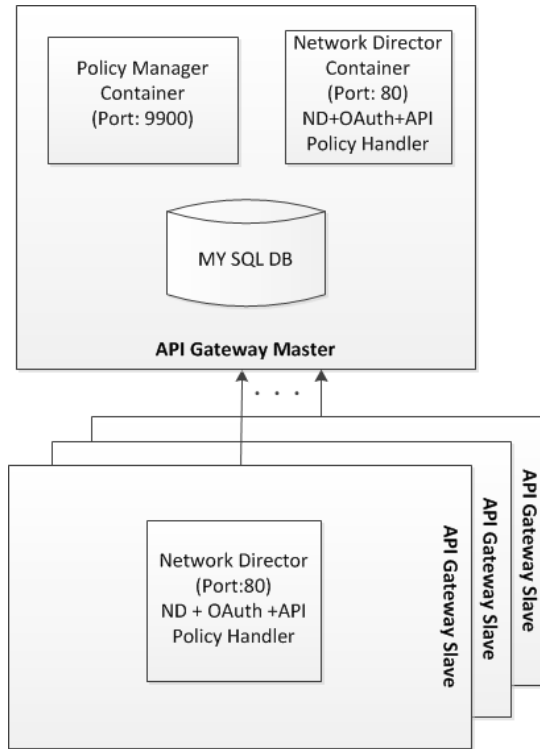 Policy Manager
Container
(Port: 9900)
Network Director
Container
(Port: 80)
ND+OAuth+API
Policy Handler
MY SQL DB
API Gateway Master
. . .
Network Director
(Port:80)
ND + OAuth +API
Policy Handler
API Gateway Slave
API Gateway Slave
API Gateway Slave